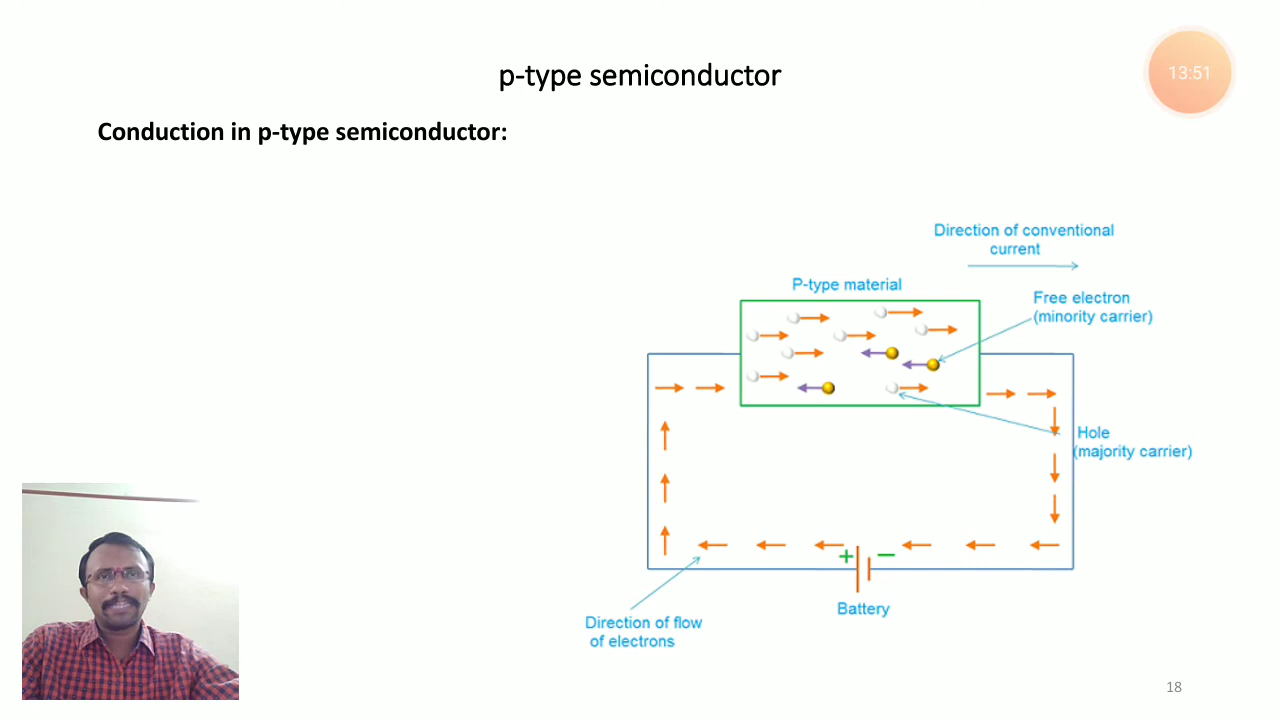 p-type semiconductor
13:51
Conduction in p-type semiconductor:
Direction of conventional
current
P-type material
Free electron
(minority carrier)
Hole
(majority carrier)
+ −
Battery
Direction of flow
of electrons
18